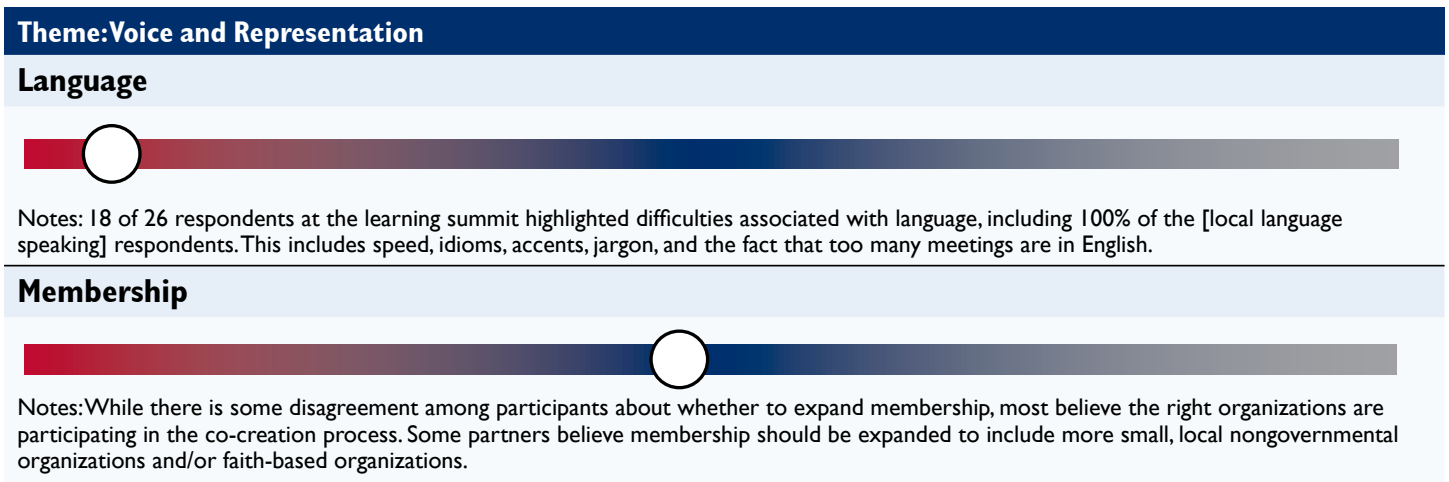 Theme: Voice and Representation
Language
Notes: 18 of 26 respondents at the learning summit highlighted difficulties associated with language, including 100% of the [local language
speaking] respondents. This includes speed, idioms, accents, jargon, and the fact that too many meetings are in English.
Membership
Notes: While there is some disagreement among participants about whether to expand membership, most believe the right organizations are
participating in the co-creation process. Some partners believe membership should be expanded to include more small, local nongovernmental
organizations and/or faith-based organizations.